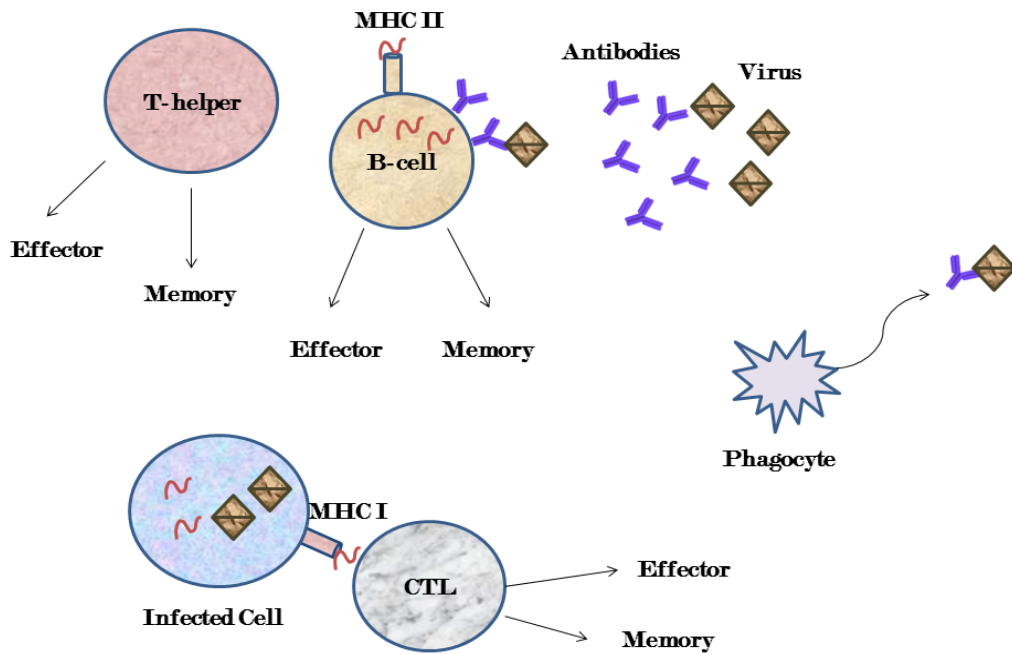 MHC II
Antibodies
Virus
T-helper
B-cell
Effector
Memory
Effector
Memory
Phagocyte
MHC I
CTL
Infected Cell
Effector
Memory